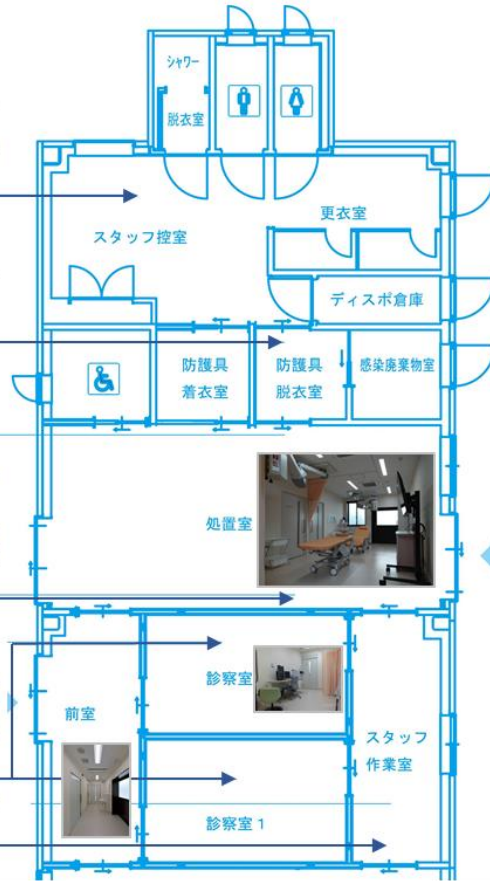 シャワー
脱衣室
更衣室
スタッフ控室
ディスポ倉庫
防護具
着衣室
防護具
脱衣室
感染廃棄物室
処置室
診察室
前室
スタッフ
作業室
診察室1